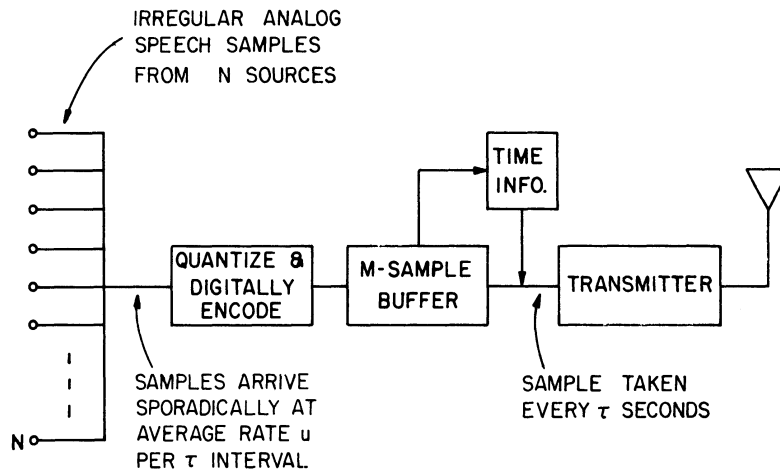 IRREGULAR ANALOG
SPEECH SAMPLES
FROM N SOURCES
TIME
INFO.
QUANTIZE &
DIGITALLY
ENCODE
M-SAMPLE
BUFFER
TRANSMITTER
SAMPLES ARRIVE
SPORADICALLY AT
AVERAGE RATE u
PER τ INTERVAL.
SAMPLE TAKEN
EVERY τ SECONDS
N